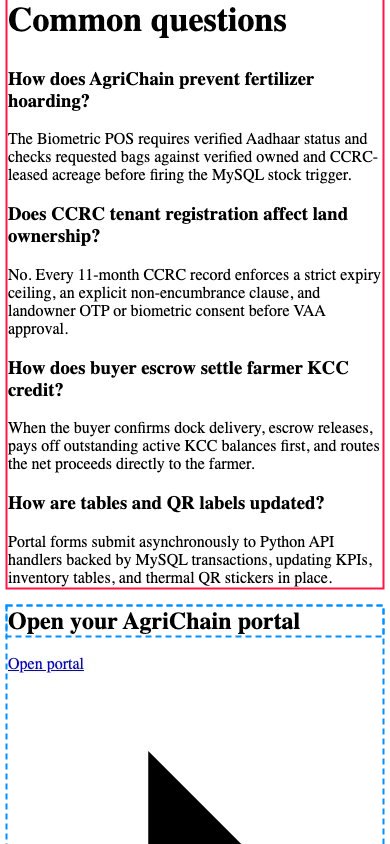 Common questions
How does AgriChain prevent fertilizer
hoarding?
The Biometric POS requires verified Aadhaar status and
checks requested bags against verified owned and CCRC-
leased acreage before firing the MySQL stock trigger.
Does CCRC tenant registration affect land
ownership?
No. Every 11-month CCRC record enforces a strict expiry
ceiling, an explicit non-encumbrance clause, and
landowner OTP or biometric consent before VAA
approval.
How does buyer escrow settle farmer KCC
credit?
When the buyer confirms dock delivery, escrow releases,
pays off outstanding active KCC balances first, and routes
the net proceeds directly to the farmer.
How are tables and QR labels updated?
Portal forms submit asynchronously to Python API
handlers backed by MySQL transactions, updating KPIs,
inventory tables, and thermal QR stickers in place.
Open your AgriChain portal
Open portal